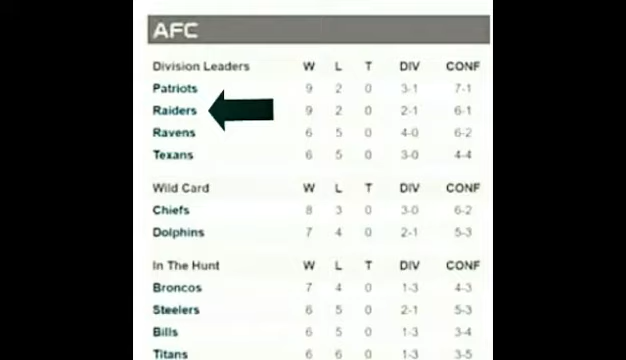 AFC
Division Leaders W L T DIV CONF
Patriots 9 2 0 3-1 7-1
Raiders 9 2 0 2-1 6-1
Ravens 6 5 0 4-0 6-2
Texans 6 5 0 3-0 4-4
Wild Card W L T DIV CONF
Chiefs 8 3 0 3-0 6-2
Dolphins 7 4 0 2-1 5-3
In The Hunt W L T DIV CONF
Broncos 7 4 0 1-3 4-3
Steelers 6 5 0 2-1 5-3
Bills 6 5 0 1-3 3-4
Titans 6 6 0 1-3 3-5